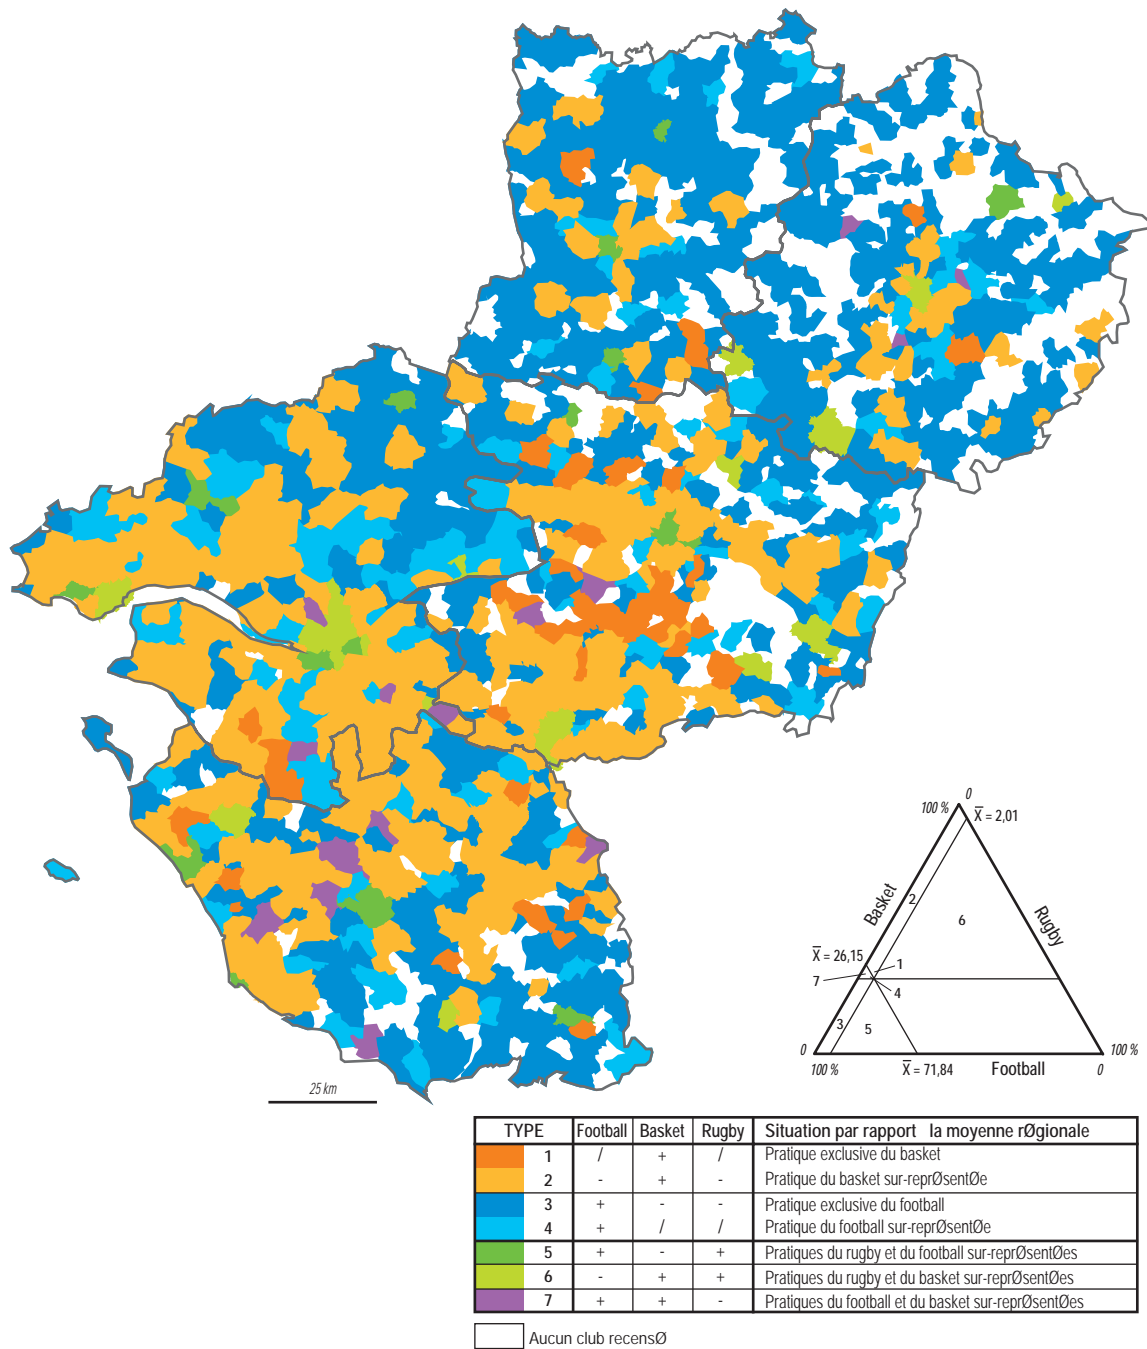 0
100 %
X̅ = 2,01
Basket
2
Rugby
6
X̅ = 26,15
1
7
4
3
5
0
100 %
100 %
X̅ = 71,84
Football
0
25 km
TYPE Football Basket Rugby Situation par rapport la moyenne rØgionale
1 / + / Pratique exclusive du basket
2 - + - Pratique du basket sur-reprØsentØe
3 + - - Pratique exclusive du football
4 + / / Pratique du football sur-reprØsentØe
5 + - + Pratiques du rugby et du football sur-reprØsentØes
6 - + + Pratiques du rugby et du basket sur-reprØsentØes
7 + + - Pratiques du football et du basket sur-reprØsentØes
Aucun club recensØ